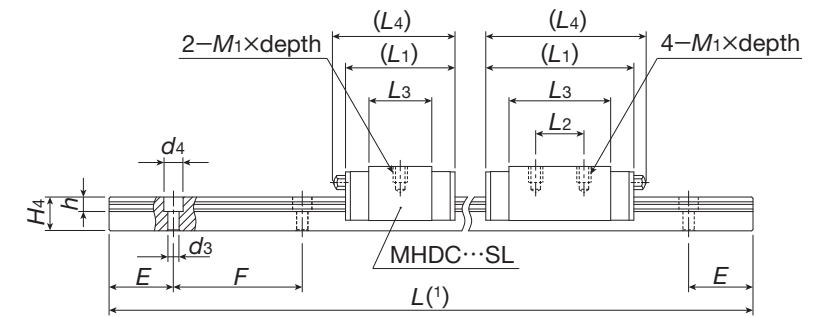 (L4) (L4)
2−M1×depth (L1) (L1) 4−M1×depth
L3 L3
L2
d4
H4 h
d3
MHDC⋯SL
E F E
L(1)